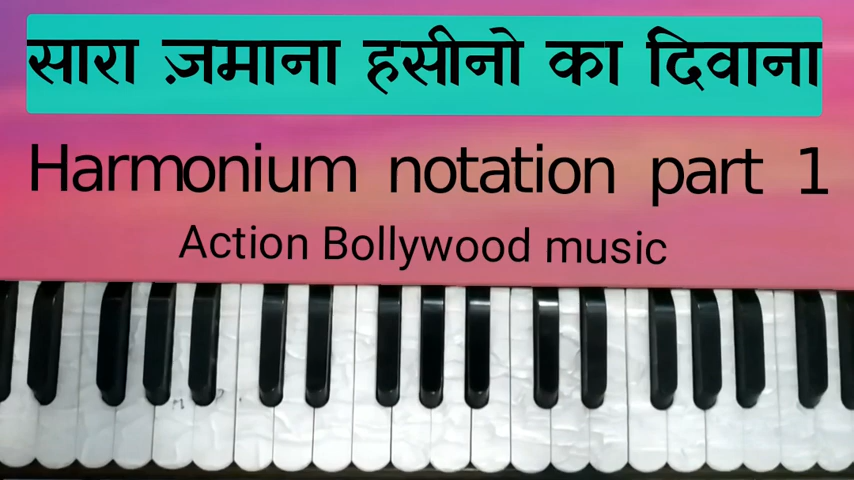 सारा ज़माना हसीनो का दिवाना
Harmonium notation part 1
Action Bollywood music